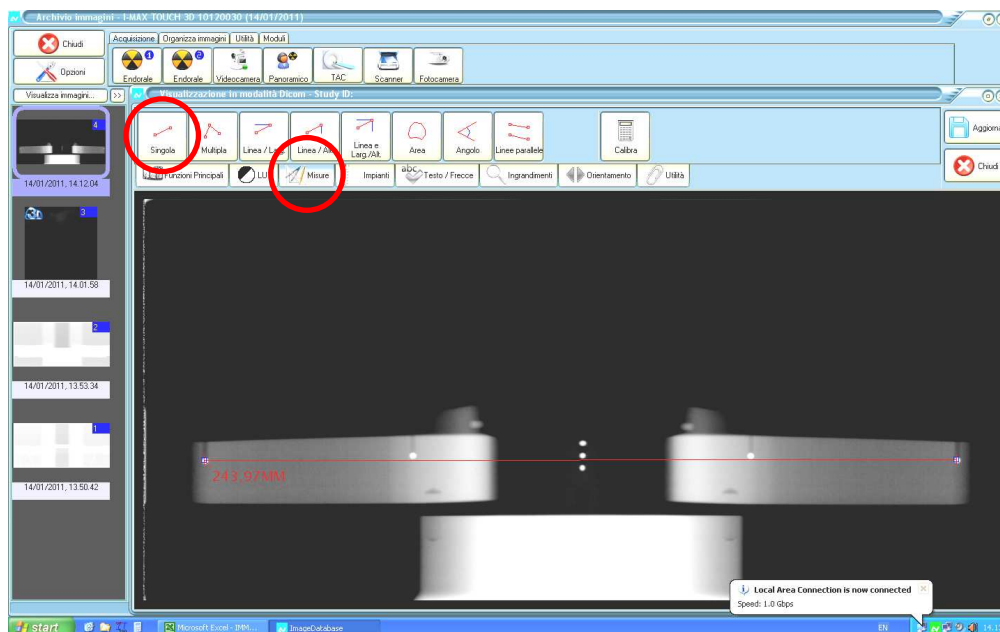 Archivio immagini - I-MAX TOUCH 3D 10120030 (14/01/2011)
Chiudi
Opzioni
Acquisizione Organizza immagini Utilità Moduli
1 2
Endorale Endorale Videocamera Panoramico TAC Scanner Fotocamera
Visualizza immagini... >>
Visualizzazione in modalità Dicom - Study ID:
Singola Multipla Linea / Larg. Linea / Alt. Linea e Larg./Alt. Area Angolo Linee parallele Calibra
Funzioni Principali LUT Misure Impianti abc Testo / Frecce Ingrandimenti Orientamento Utilità
Aggiorna
Chiudi
4
14/01/2011, 14.12.04
3D 3
14/01/2011, 14.01.58
2
14/01/2011, 13.53.34
1
14/01/2011, 13.50.42
243,97MM
Local Area Connection is now connected
Speed: 1.0 Gbps
start Microsoft Excel - IMM... ImageDatabase EN